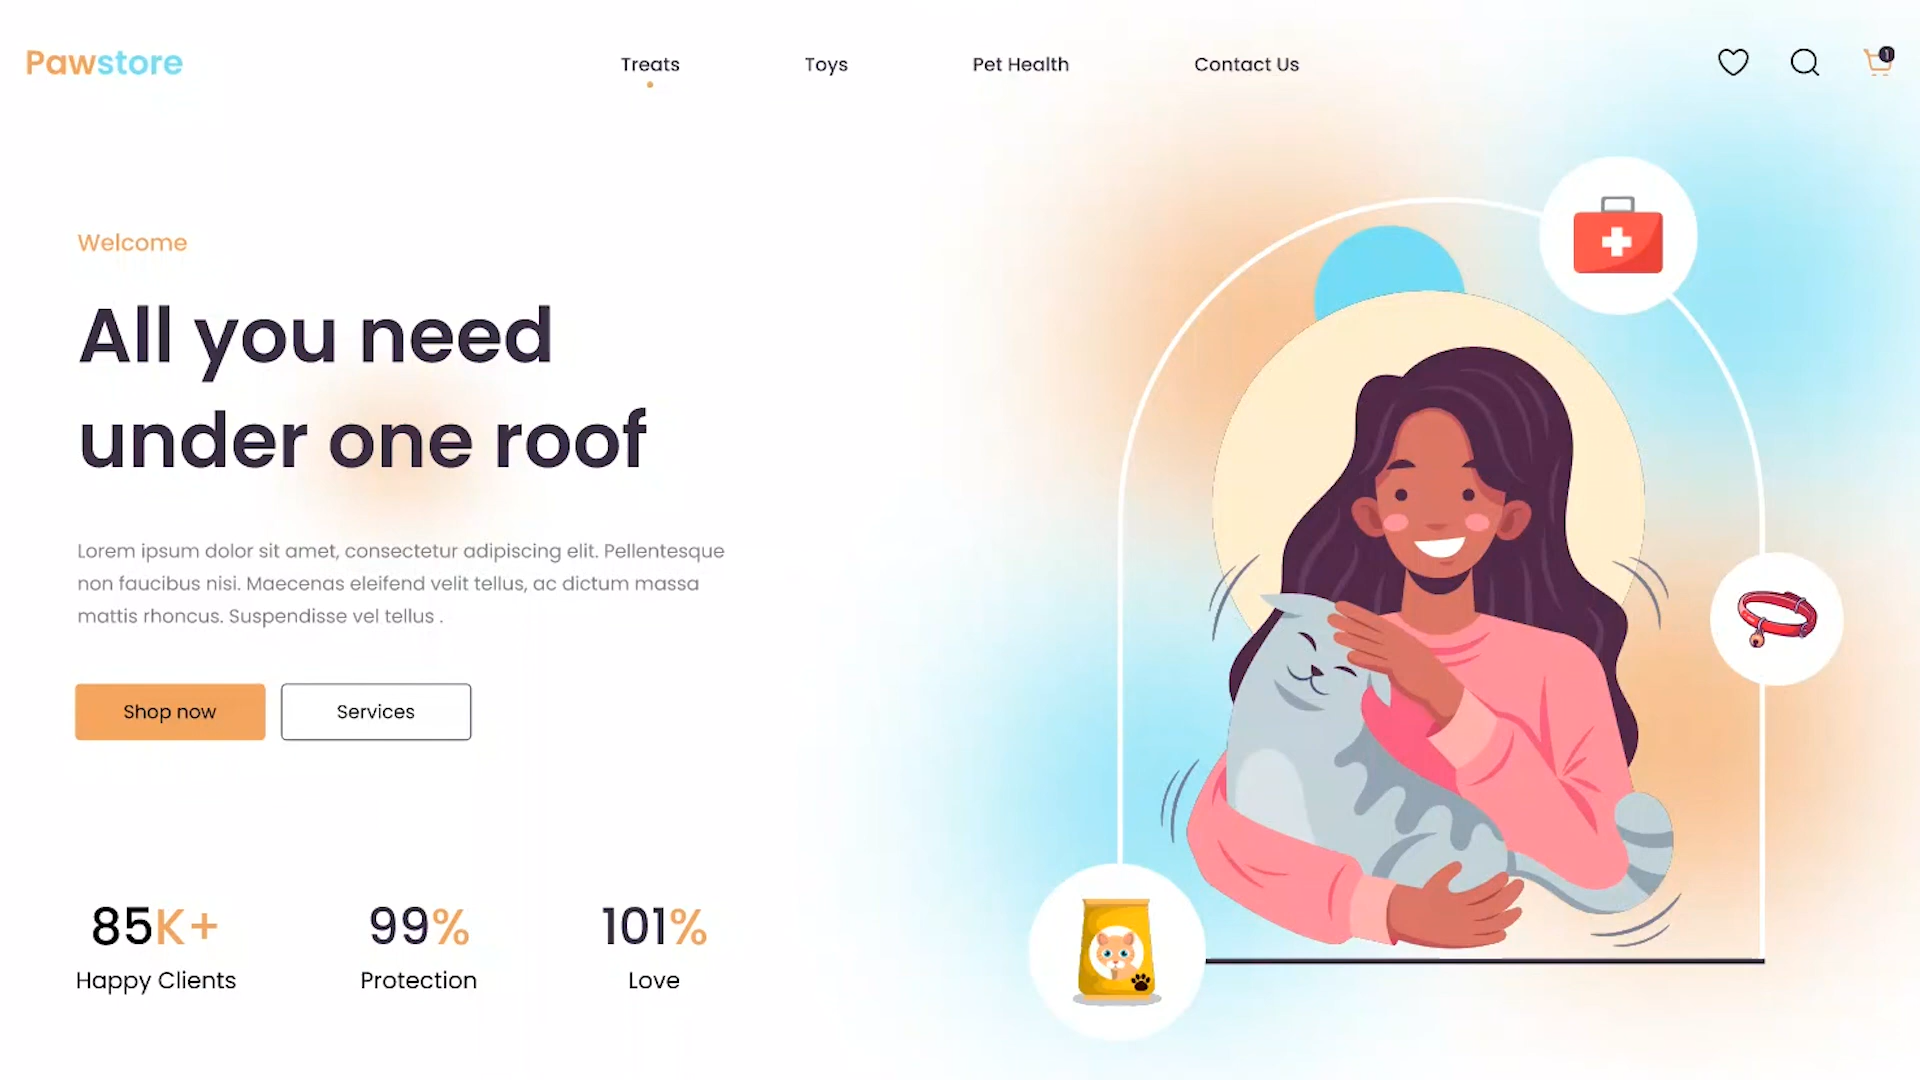 Pawstore
Treats
Toys
Pet Health
Contact Us
1
Welcome
All you need
under one roof
Lorem ipsum dolor sit amet, consectetur adipiscing elit. Pellentesque
non faucibus nisi. Maecenas eleifend velit tellus, ac dictum massa
mattis rhoncus. Suspendisse vel tellus .
Shop now
Services
85K+
Happy Clients
99%
Protection
101%
Love